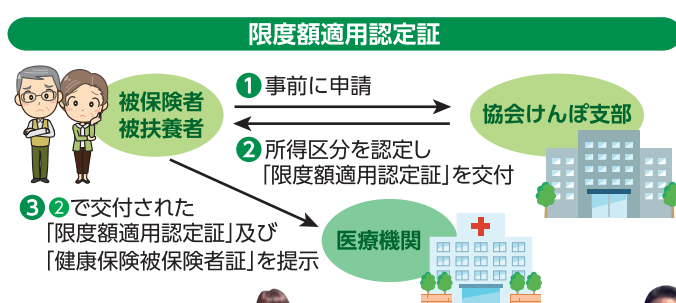 限度額適用認定証
被保険者
被扶養者
❶事前に申請
協会けんぽ支部
❷所得区分を認定し
「限度額適用認定証」を交付
❸❷で交付された
「限度額適用認定証」及び
「健康保険被保険者証」を提示
医療機関